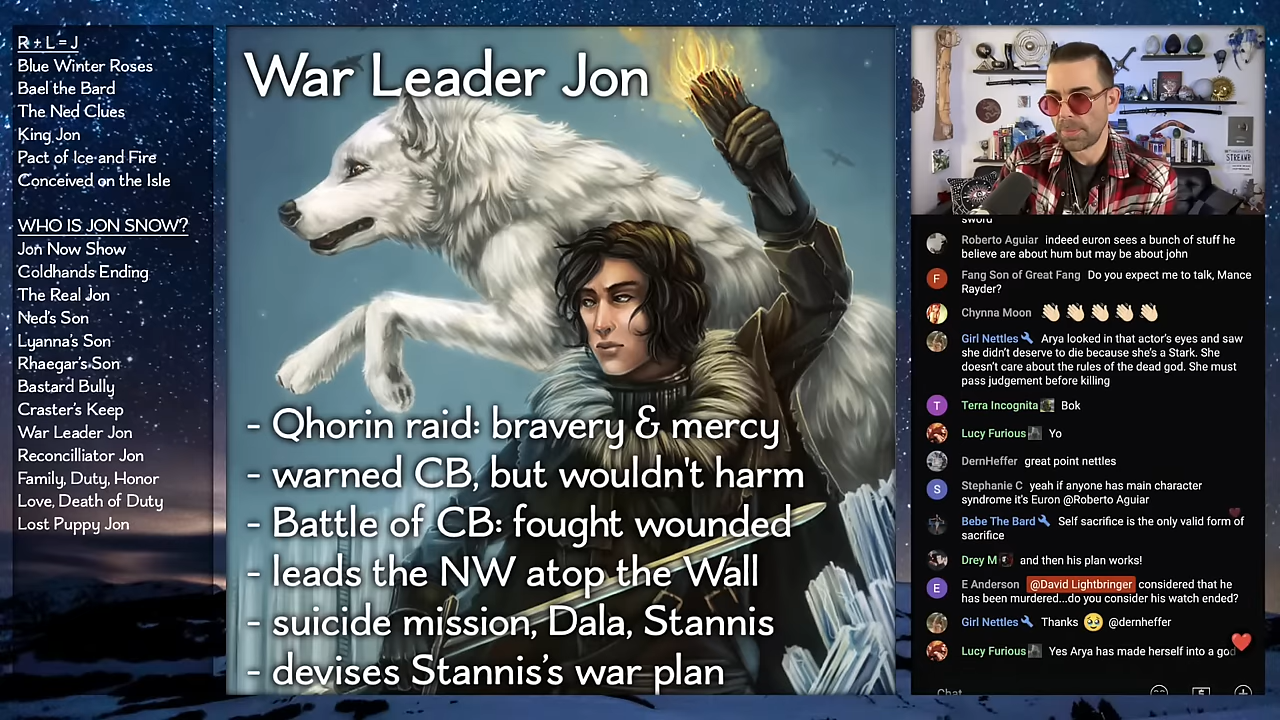 R + L = J
Blue Winter Roses
Bael the Bard
The Ned Clues
King Jon
Pact of Ice and Fire
Conceived on the Isle
WHO IS JON SNOW?
Jon Now Show
Coldhands Ending
The Real Jon
Ned's Son
Lyanna's Son
Rhaegar's Son
Bastard Bully
Craster's Keep
War Leader Jon
Reconcilliator Jon
Family, Duty, Honor
Love, Death of Duty
Lost Puppy Jon
War Leader Jon
- Qhorin raid: bravery & mercy
- warned CB, but wouldn't harm
- Battle of CB: fought wounded
- leads the NW atop the Wall
- suicide mission, Dala, Stannis
- devises Stannis's war plan
STREAMR
sword
Roberto Aguiar indeed euron sees a bunch of stuff he
believe are about hum but may be about john
F
Fang Son of Great Fang Do you expect me to talk, Mance
Rayder?
Chynna Moon 👏🏻👏🏻👏🏻👏🏻👏🏻
Girl Nettles Arya looked in that actor's eyes and saw
she didn't deserve to die because she's a Stark. She
doesn't care about the rules of the dead god. She must
pass judgement before killing
T
Terra Incognita Bok
Lucy Furious Yo
DernHeffer great point nettles
S
Stephanie C yeah if anyone has main character
syndrome it's Euron @Roberto Aguiar
Bebe The Bard Self sacrifice is the only valid form of
sacrifice
Drey M and then his plan works!
E
E Anderson @David Lightbringer considered that he
has been murdered...do you consider his watch ended?
Girl Nettles Thanks 🥹 @dernheffer
Lucy Furious Yes Arya has made herself into a god
Chat